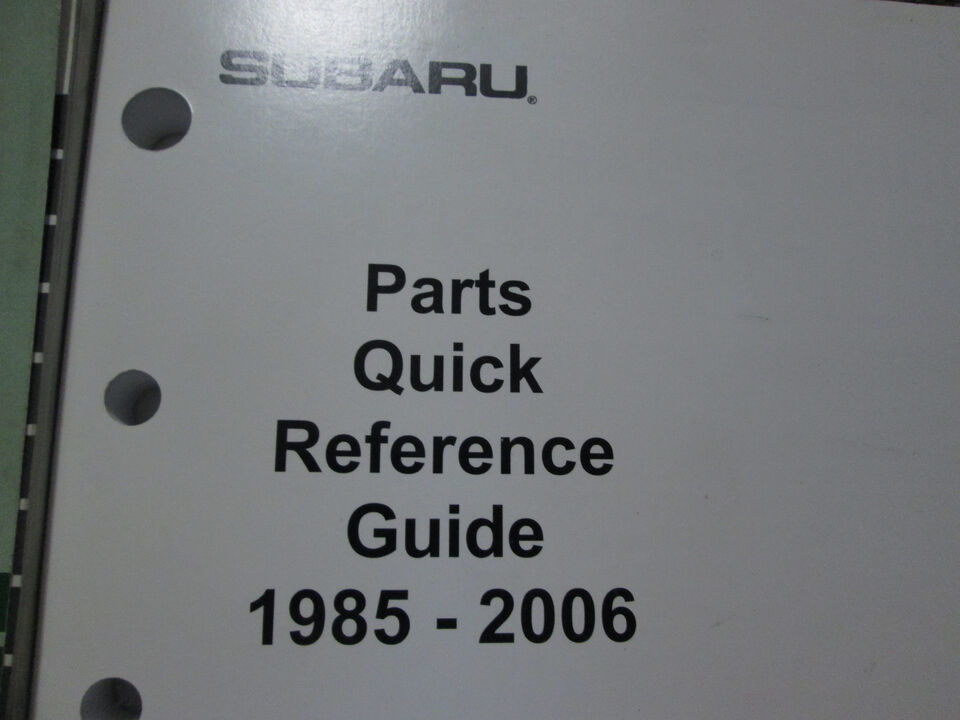 SUBARU®
Parts
Quick
Reference
Guide
1985 - 2006